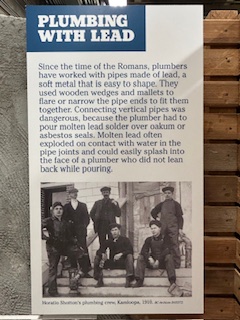 PLUMBING
WITH LEAD
Since the time of the Romans, plumbers
have worked with pipes made of lead, a
soft metal that is easy to shape. They
used wooden wedges and mallets to
flare or narrow the pipe ends to fit them
together. Connecting vertical pipes was
dangerous, because the plumber had to
pour molten lead solder over oakum or
asbestos seals. Molten lead often
exploded on contact with water in the
pipe joints and could easily splash into
the face of a plumber who did not lean
back while pouring.
plumbing crew, Kamloops, 1910.